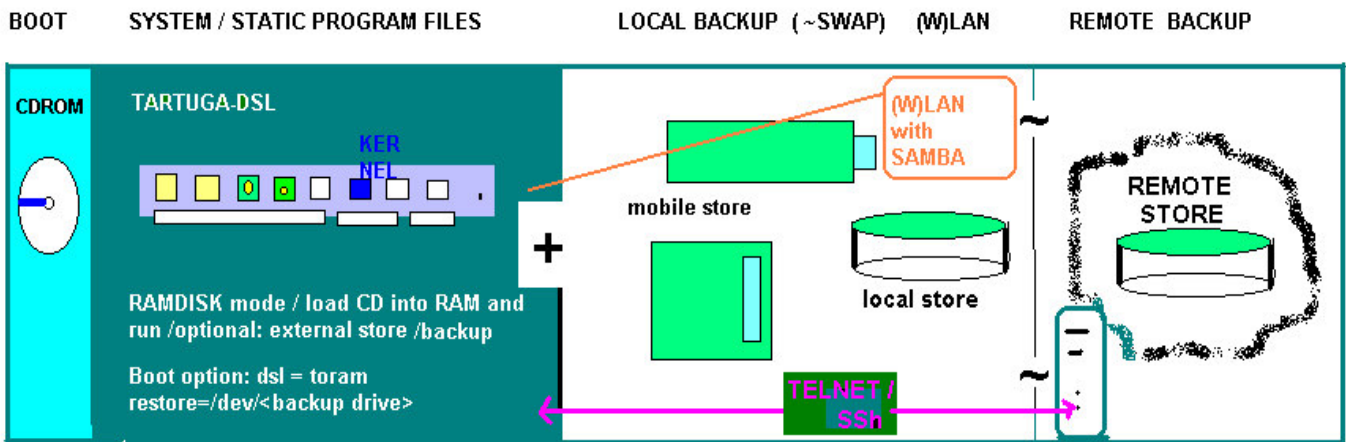 BOOT
SYSTEM / STATIC PROGRAM FILES
LOCAL BACKUP (~SWAP)
(W)LAN
REMOTE BACKUP
CDROM
TARTUGA-DSL
KER
NEL
(W)LAN
with
SAMBA
~
+
mobile store
local store
REMOTE
STORE
RAMDISK mode / load CD into RAM and
run /optional: external store /backup
Boot option: dsl = toram
restore=/dev/<backup drive>
TELNET /
SSh
~